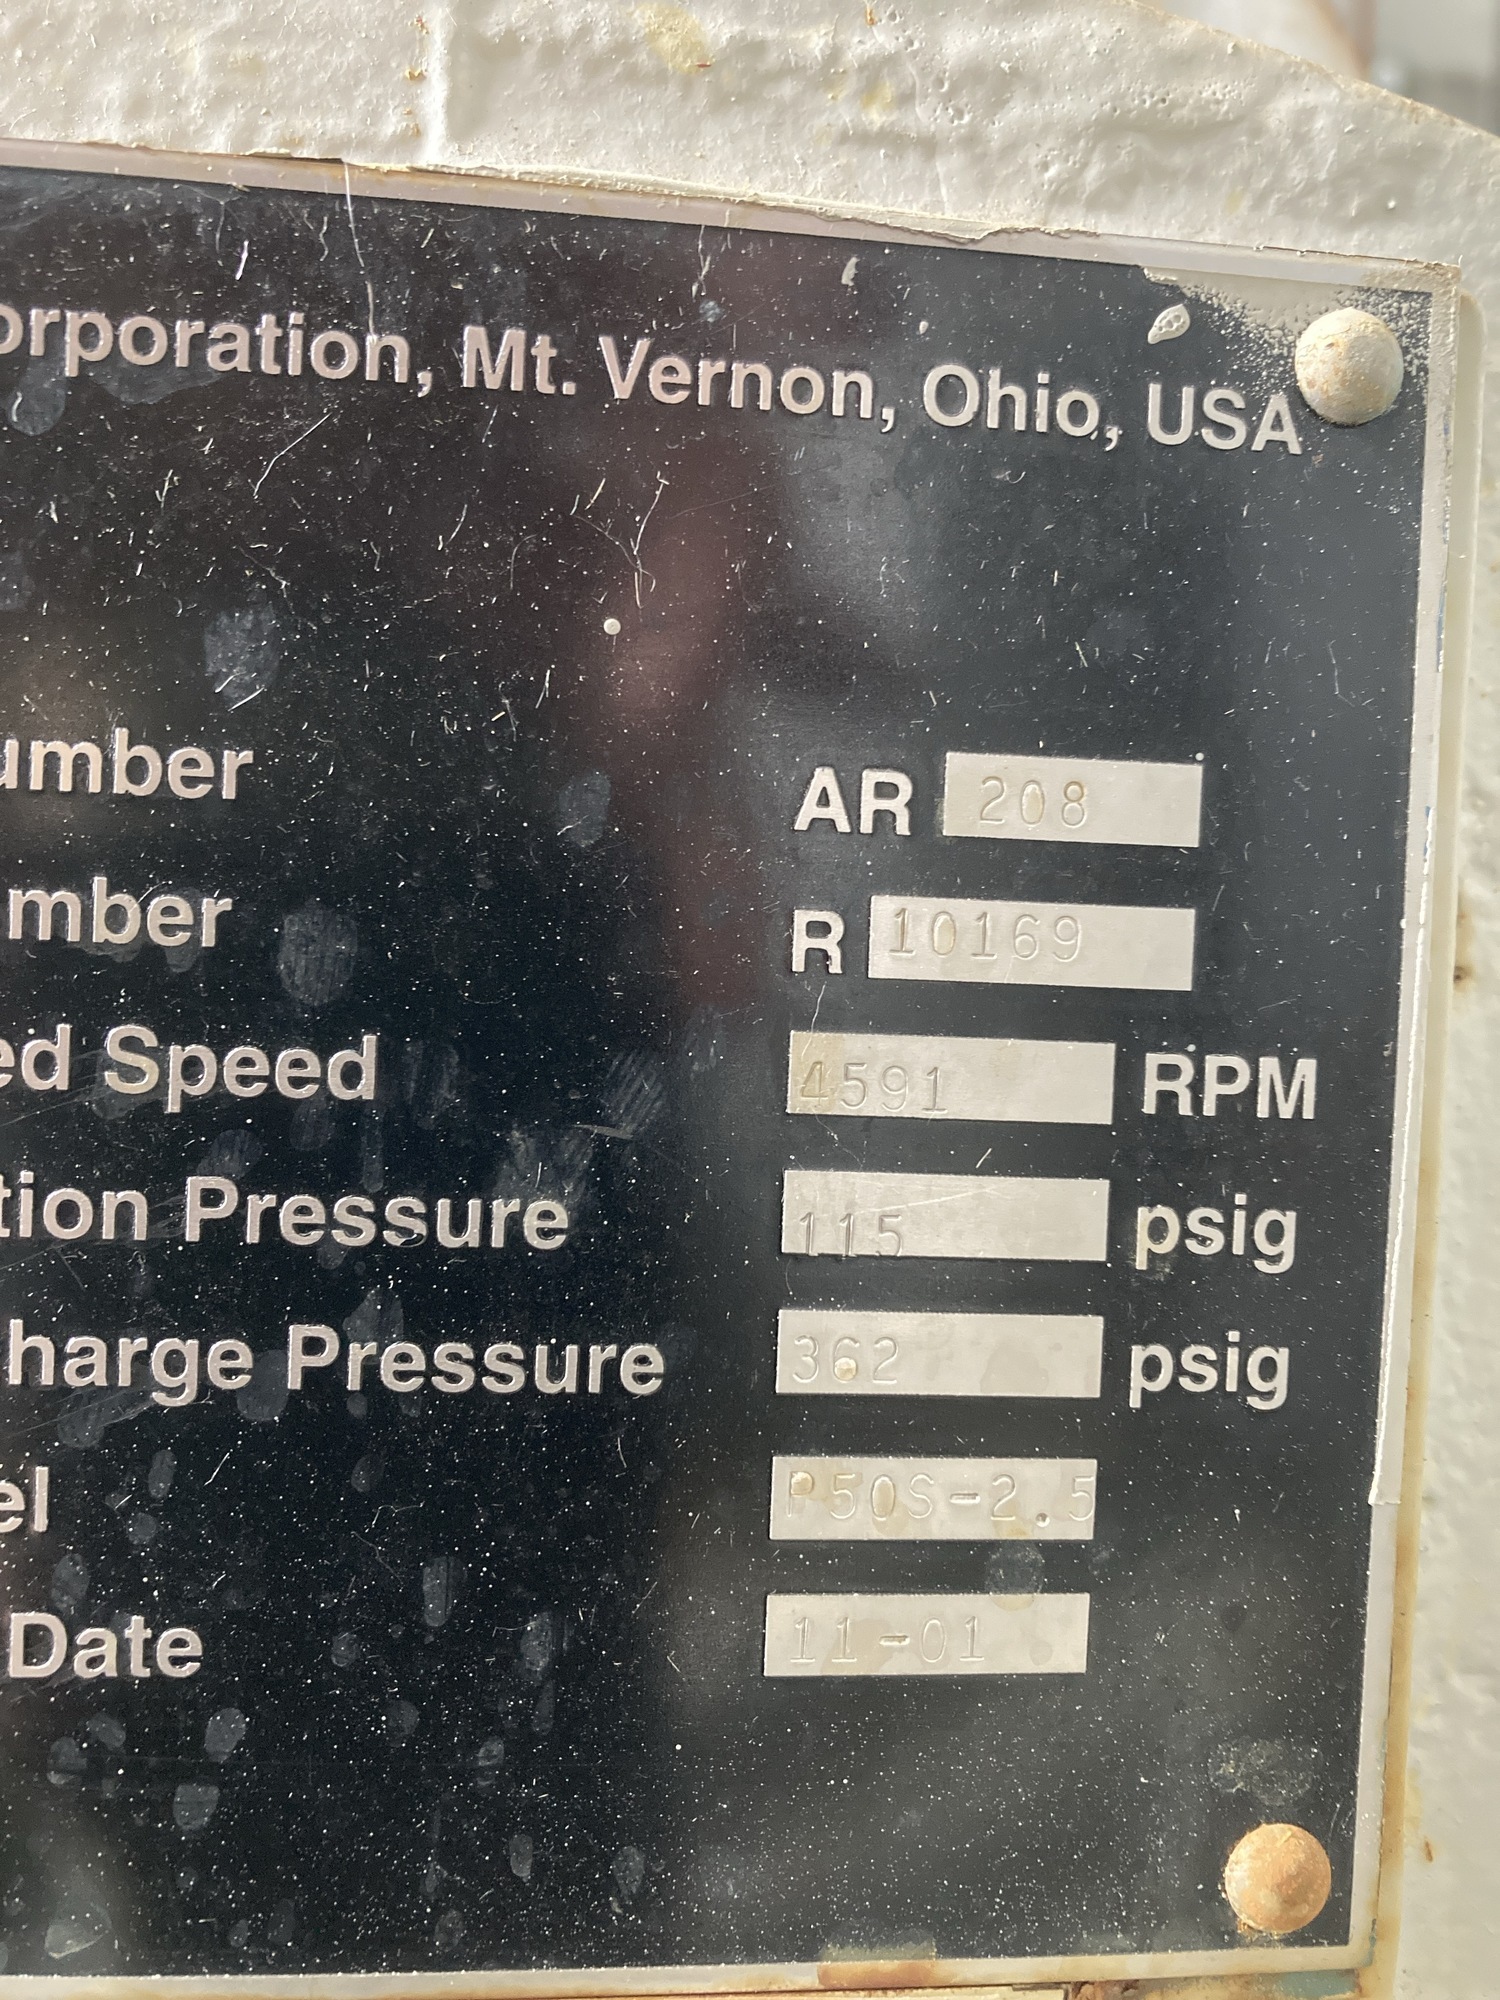 orporation, Mt. Vernon, Ohio, USA
umber AR 208
mber R 10169
ed Speed 4591 RPM
tion Pressure 115 psig
harge Pressure 362 psig
el P50S-2.5
Date 11-01